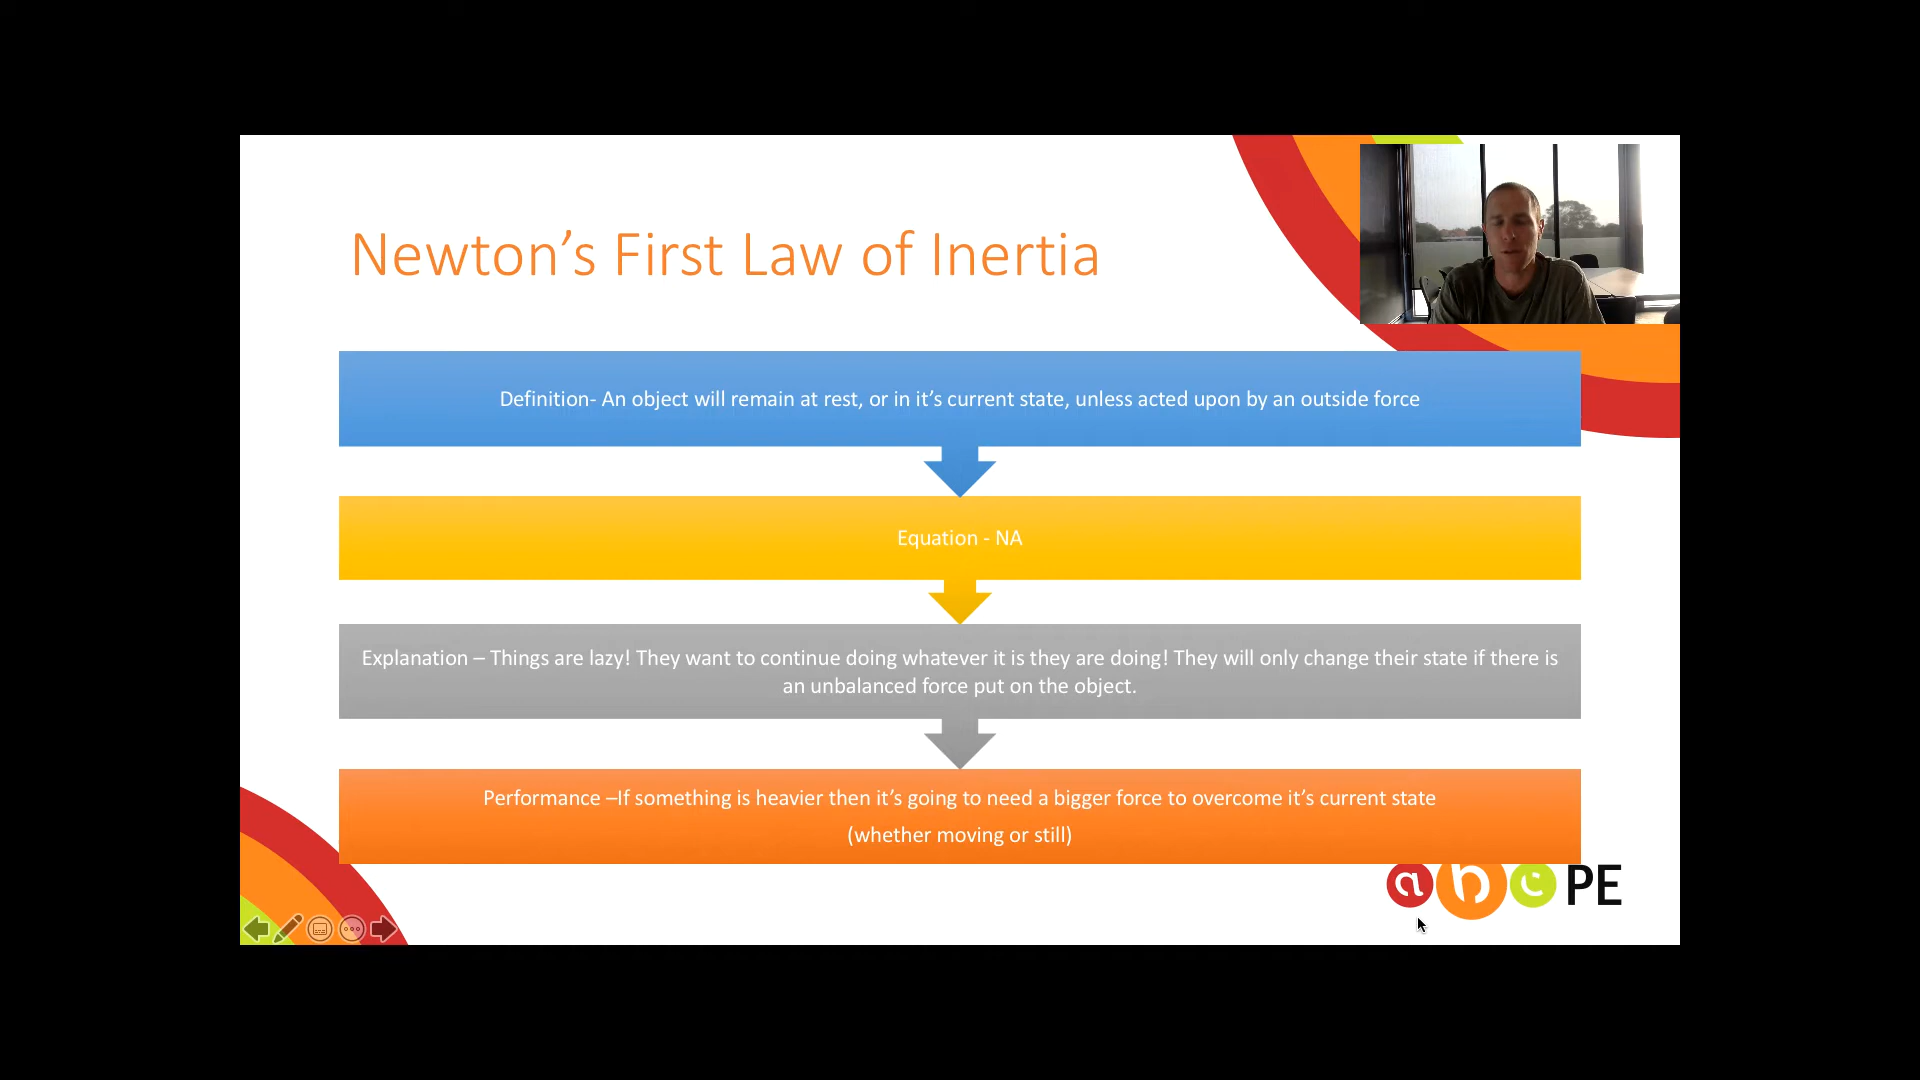 Newton’s First Law of Inertia
Definition- An object will remain at rest, or in it’s current state, unless acted upon by an outside force
Equation - NA
Explanation – Things are lazy! They want to continue doing whatever it is they are doing! They will only change their state if there is
an unbalanced force put on the object.
Performance –If something is heavier then it’s going to need a bigger force to overcome it’s current state
(whether moving or still)
abc PE